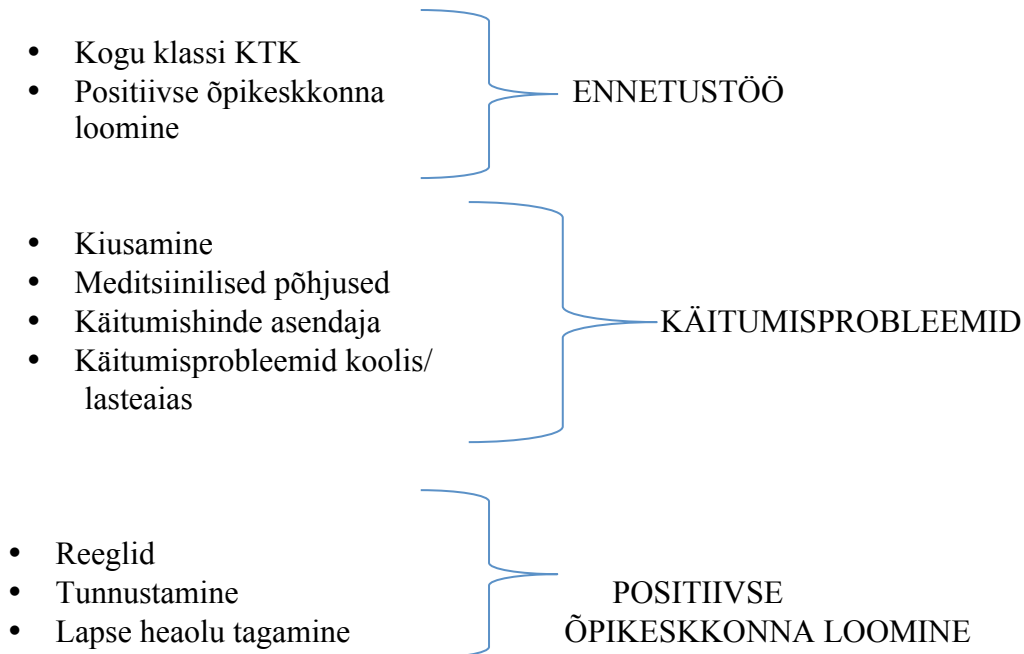 • Kogu klassi KTK
• Positiivse õpikeskkonna
loomine
ENNETUSTÖÖ
• Kiusamine
• Meditsiinilised põhjused
• Käitumishinde asendaja
• Käitumisprobleemid koolis/
lasteaias
KÄITUMISPROBLEEMID
• Reeglid
• Tunnustamine
• Lapse heaolu tagamine
POSITIIVSE
ÕPIKESKKONNA LOOMINE